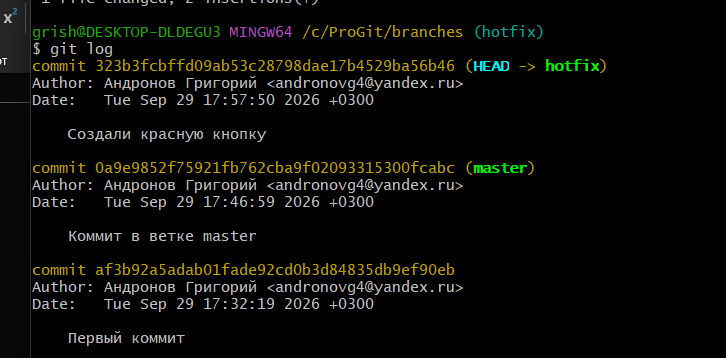 x²
от
1 file changed, 2 insertions(+)
grish@DESKTOP-DLDEGU3 MINGW64 /c/ProGit/branches (hotfix)
$ git log
commit 323b3fcbffd09ab53c28798dae17b4529ba56b46 (HEAD -> hotfix)
Author: Андронов Григорий <andronovg4@yandex.ru>
Date:   Tue Sep 29 17:57:50 2026 +0300
Создали красную кнопку
commit 0a9e9852f75921fb762cba9f02093315300fcabc (master)
Author: Андронов Григорий <andronovg4@yandex.ru>
Date:   Tue Sep 29 17:46:59 2026 +0300
Коммит в ветке master
commit af3b92a5adab01fade92cd0b3d84835db9ef90eb
Author: Андронов Григорий <andronovg4@yandex.ru>
Date:   Tue Sep 29 17:32:19 2026 +0300
Первый коммит